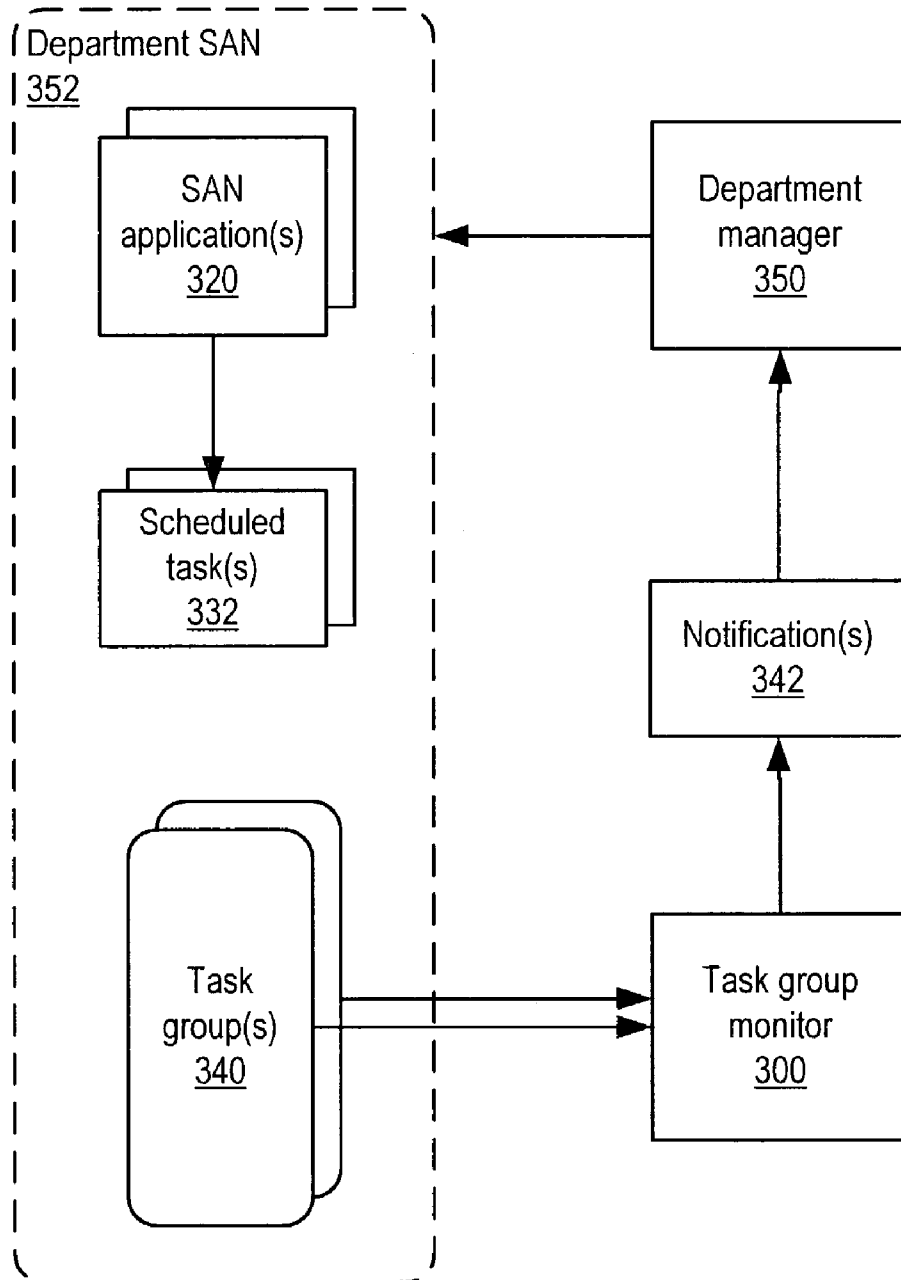 Department SAN
352
SAN
application(s)
320
Scheduled
task(s)
332
Task
group(s)
340
Department
manager
350
Notification(s)
342
Task group
monitor
300